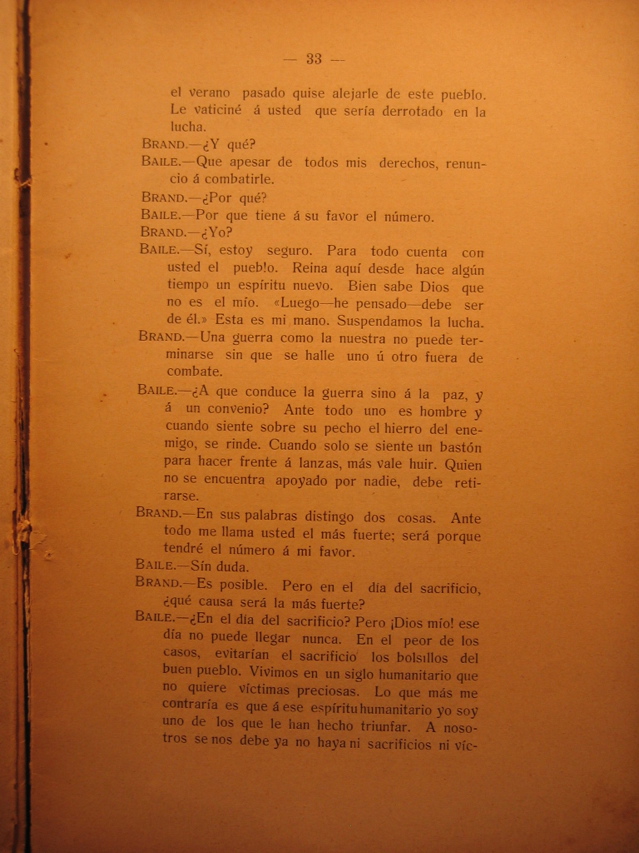 — 33 —
el verano pasado quise alejarle de este pueblo.
Le vaticiné á usted que sería derrotado en la
lucha.
BRAND.—¿Y qué?
BAILE.—Que apesar de todos mis derechos, renun-
cio á combatirle.
BRAND.—¿Por qué?
BAILE.—Por que tiene á su favor el número.
BRAND.—¿Yo?
BAILE.—Sí, estoy seguro. Para todo cuenta con
usted el pueblo. Reina aquí desde hace algún
tiempo un espíritu nuevo. Bien sabe Dios que
no es el mío. «Luego—he pensado—debe ser
de él.» Esta es mi mano. Suspendamos la lucha.
BRAND.—Una guerra como la nuestra no puede ter-
minarse sin que se halle uno ú otro fuera de
combate.
BAILE.—¿A que conduce la guerra sino á la paz, y
á un convenio? Ante todo uno es hombre y
cuando siente sobre su pecho el hierro del ene-
migo, se rinde. Cuando solo se siente un bastón
para hacer frente á lanzas, más vale huir. Quien
no se encuentra apoyado por nadie, debe reti-
rarse.
BRAND.—En sus palabras distingo dos cosas. Ante
todo me llama usted el más fuerte; será porque
tendré el número á mi favor.
BAILE.—Sín duda.
BRAND.—Es posible. Pero en el día del sacrificio,
¿qué causa será la más fuerte?
BAILE.—¿En el día del sacrificio? Pero ¡Dios mío! ese
día no puede llegar nunca. En el peor de los
casos, evitarían el sacrificio los bolsillos del
buen pueblo. Vivimos en un siglo humanitario que
no quiere víctimas preciosas. Lo que más me
contraría es que á ese espíritu humanitario yo soy
uno de los que le han hecho triunfar. A noso-
tros se nos debe ya no haya ni sacrificios ni víc-